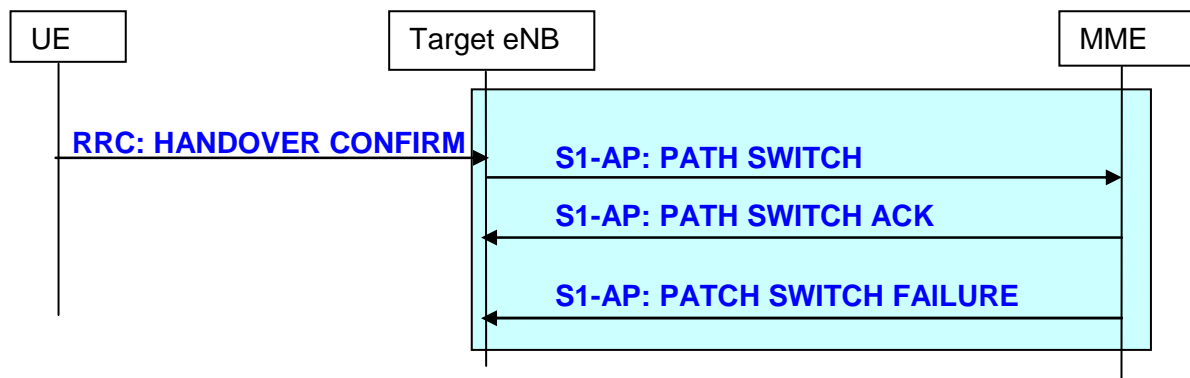 UE
Target eNB
MME
RRC: HANDOVER CONFIRM
S1-AP: PATH SWITCH
S1-AP: PATH SWITCH ACK
S1-AP: PATCH SWITCH FAILURE